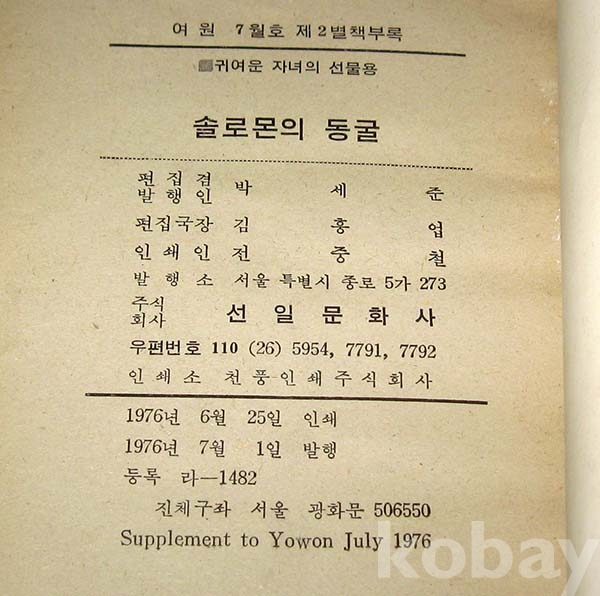 여원 7월호 제2별책부록
귀여운 자녀의 선물용
솔로몬의 동굴
편집겸
발행인 박세준
편집국장 김흥업
인쇄인 전중철
발행소 서울 특별시 종로 5가 273
주식
회사 선일문화사
우편번호 110 (26) 5954, 7791, 7792
인쇄소 천풍인쇄주식회사
1976년 6월 25일 인쇄
1976년 7월 1일 발행
등록 라—1482
진체구좌 서울 광화문 506550
Supplement to Yowon July 1976
kobay